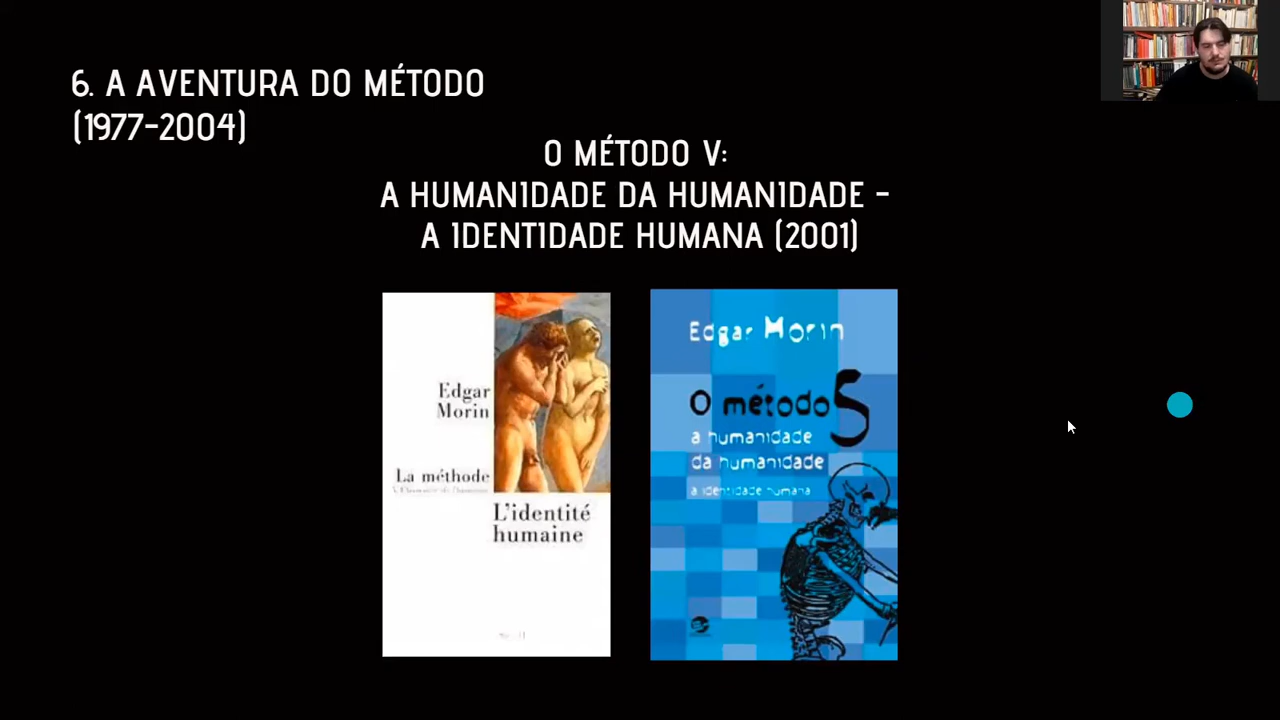 6. A AVENTURA DO MÉTODO
(1977-2004)
O MÉTODO V:
A HUMANIDADE DA HUMANIDADE -
A IDENTIDADE HUMANA (2001)
Edgar
Morin
La méthode
L'identité
humaine
Edgar Morin
O método 5
a humanidade
da humanidade
a identidade humana